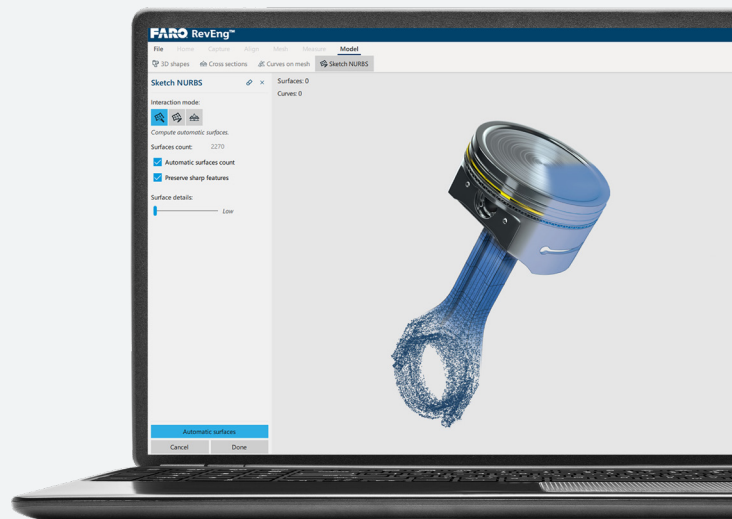 FARO RevEng™
File Home Capture Align Mesh Measure Model
3D shapes Cross sections Curves on mesh Sketch NURBS
Sketch NURBS
Surfaces: 0
Curves: 0
Interaction mode:
Compute automatic surfaces.
Surfaces count: 2270
Automatic surfaces count
Preserve sharp features
Surface details:
Low
Automatic surfaces
Cancel Done